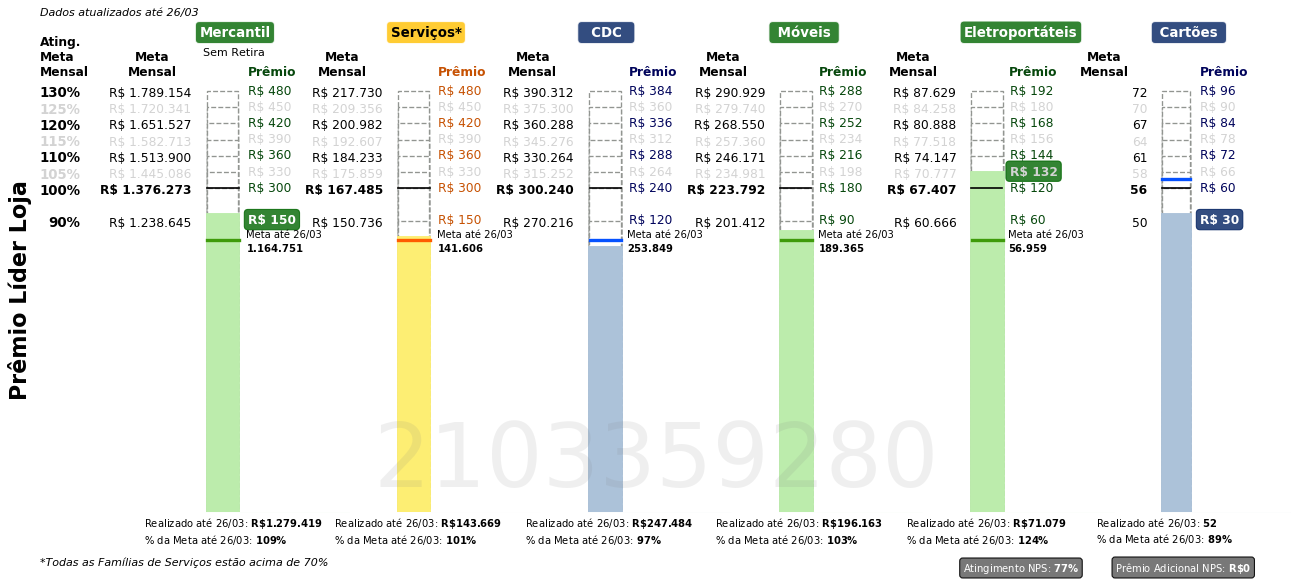 Dados atualizados até 26/03
Prêmio Líder Loja
Mercantil Serviços* CDC Móveis Eletroportáteis Cartões
Sem Retira
Ating. Meta Mensal Meta Mensal Prêmio Meta Mensal Prêmio Meta Mensal Prêmio Meta Mensal Prêmio Meta Mensal Prêmio Meta Mensal Prêmio
130% R$ 1.789.154 R$ 480 R$ 217.730 R$ 480 R$ 390.312 R$ 384 R$ 290.929 R$ 288 R$ 87.629 R$ 192 72 R$ 96
125% R$ 1.720.341 R$ 450 R$ 209.356 R$ 450 R$ 375.300 R$ 360 R$ 279.740 R$ 270 R$ 84.258 R$ 180 70 R$ 90
120% R$ 1.651.527 R$ 420 R$ 200.982 R$ 420 R$ 360.288 R$ 336 R$ 268.550 R$ 252 R$ 80.888 R$ 168 67 R$ 84
115% R$ 1.582.713 R$ 390 R$ 192.607 R$ 390 R$ 345.276 R$ 312 R$ 257.360 R$ 234 R$ 77.518 R$ 156 64 R$ 78
110% R$ 1.513.900 R$ 360 R$ 184.233 R$ 360 R$ 330.264 R$ 288 R$ 246.171 R$ 216 R$ 74.147 R$ 144 61 R$ 72
105% R$ 1.445.086 R$ 330 R$ 175.859 R$ 330 R$ 315.252 R$ 264 R$ 234.981 R$ 198 R$ 70.777 R$ 132 58 R$ 66
100% R$ 1.376.273 R$ 300 R$ 167.485 R$ 300 R$ 300.240 R$ 240 R$ 223.792 R$ 180 R$ 67.407 R$ 120 56 R$ 60
90% R$ 1.238.645 R$ 150 R$ 150.736 R$ 150 R$ 270.216 R$ 120 R$ 201.412 R$ 90 R$ 60.666 R$ 60 50 R$ 30
Meta até 26/03 Meta até 26/03 Meta até 26/03 Meta até 26/03 Meta até 26/03
1.164.751 141.606 253.849 189.365 56.959
2103359280
Realizado até 26/03: R$1.279.419 Realizado até 26/03: R$143.669 Realizado até 26/03: R$247.484 Realizado até 26/03: R$196.163 Realizado até 26/03: R$71.079 Realizado até 26/03: 52
% da Meta até 26/03: 109% % da Meta até 26/03: 101% % da Meta até 26/03: 97% % da Meta até 26/03: 103% % da Meta até 26/03: 124% % da Meta até 26/03: 89%
*Todas as Famílias de Serviços estão acima de 70%
Atingimento NPS: 77% Prêmio Adicional NPS: R$0